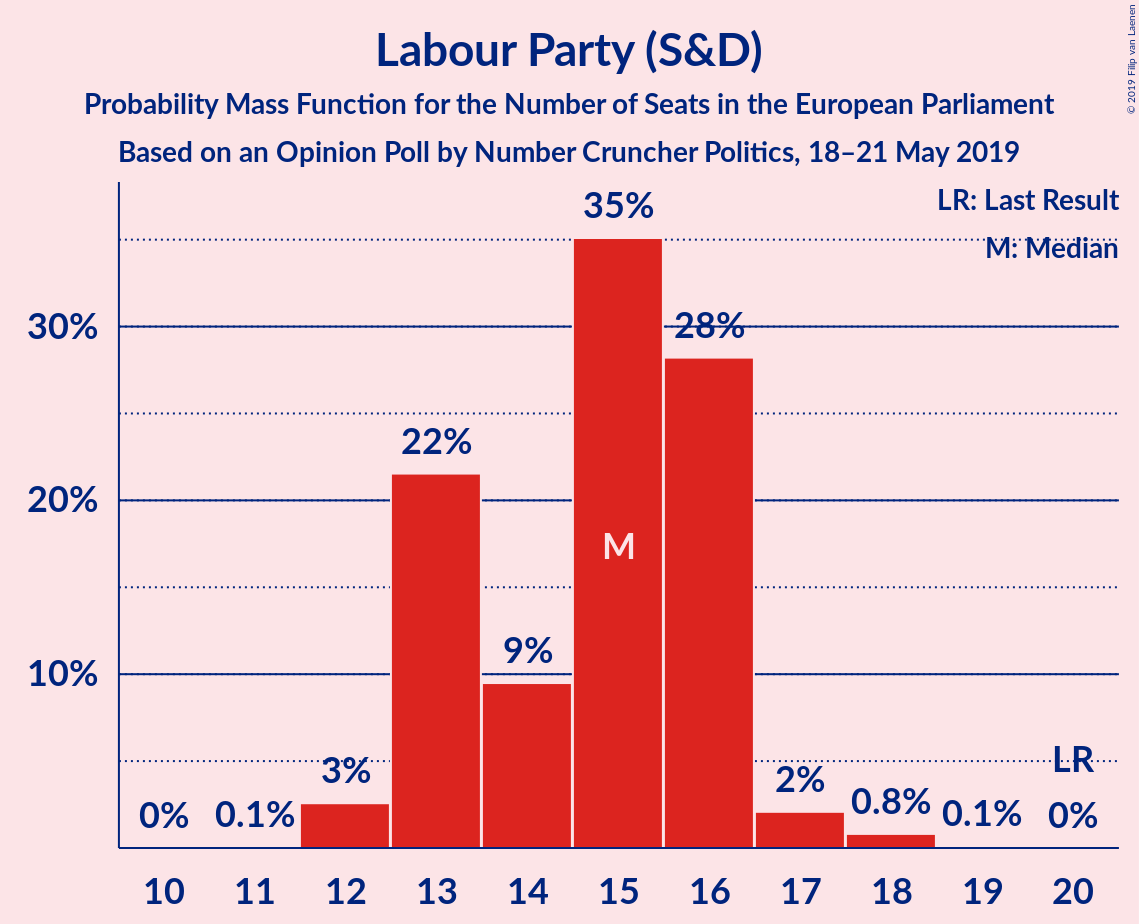 Labour Party (S&D)
Probability Mass Function for the Number of Seats in the European Parliament
Based on an Opinion Poll by Number Cruncher Politics, 18–21 May 2019
© 2019 Filip van Laenen
LR: Last Result
M: Median
35%
30%
28%
22%
20%
M
9%
10%
3%
2%
LR
0%
0.1%
0.8%
0.1%
0%
10 11 12 13 14 15 16 17 18 19 20